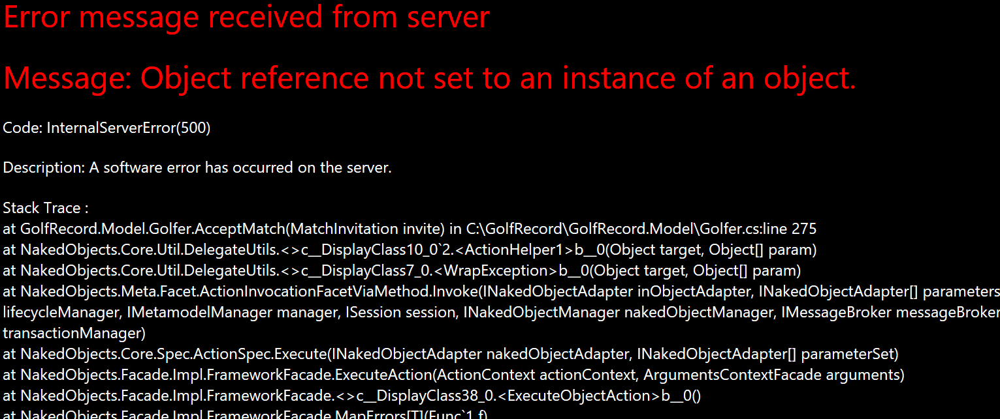 Error message received from server
Message: Object reference not set to an instance of an object.
Code: InternalServerError(500)
Description: A software error has occurred on the server.
Stack Trace :
at GolfRecord.Model.Golfer.AcceptMatch(MatchInvitation invite) in C:\GolfRecord\GolfRecord.Model\Golfer.cs:line 275
at NakedObjects.Core.Util.DelegateUtils.<>c__DisplayClass10_0`2.<ActionHelper1>b__0(Object target, Object[] param)
at NakedObjects.Core.Util.DelegateUtils.<>c__DisplayClass7_0.<WrapException>b__0(Object target, Object[] param)
at NakedObjects.Meta.Facet.ActionInvocationFacetViaMethod.Invoke(INakedObjectAdapter inObjectAdapter, INakedObjectAdapter[] parameters
lifecycleManager, IMetamodelManager manager, ISession session, INakedObjectManager nakedObjectManager, IMessageBroker messageBroker
transactionManager)
at NakedObjects.Core.Spec.ActionSpec.Execute(INakedObjectAdapter nakedObjectAdapter, INakedObjectAdapter[] parameterSet)
at NakedObjects.Facade.Impl.FrameworkFacade.ExecuteAction(ActionContext actionContext, ArgumentsContextFacade arguments)
at NakedObjects.Facade.Impl.FrameworkFacade.<>c__DisplayClass38_0.<ExecuteObjectAction>b__0()
at NakedObjects.Facade.Impl.FrameworkFacade.MapErrors[T](Func`1 f)